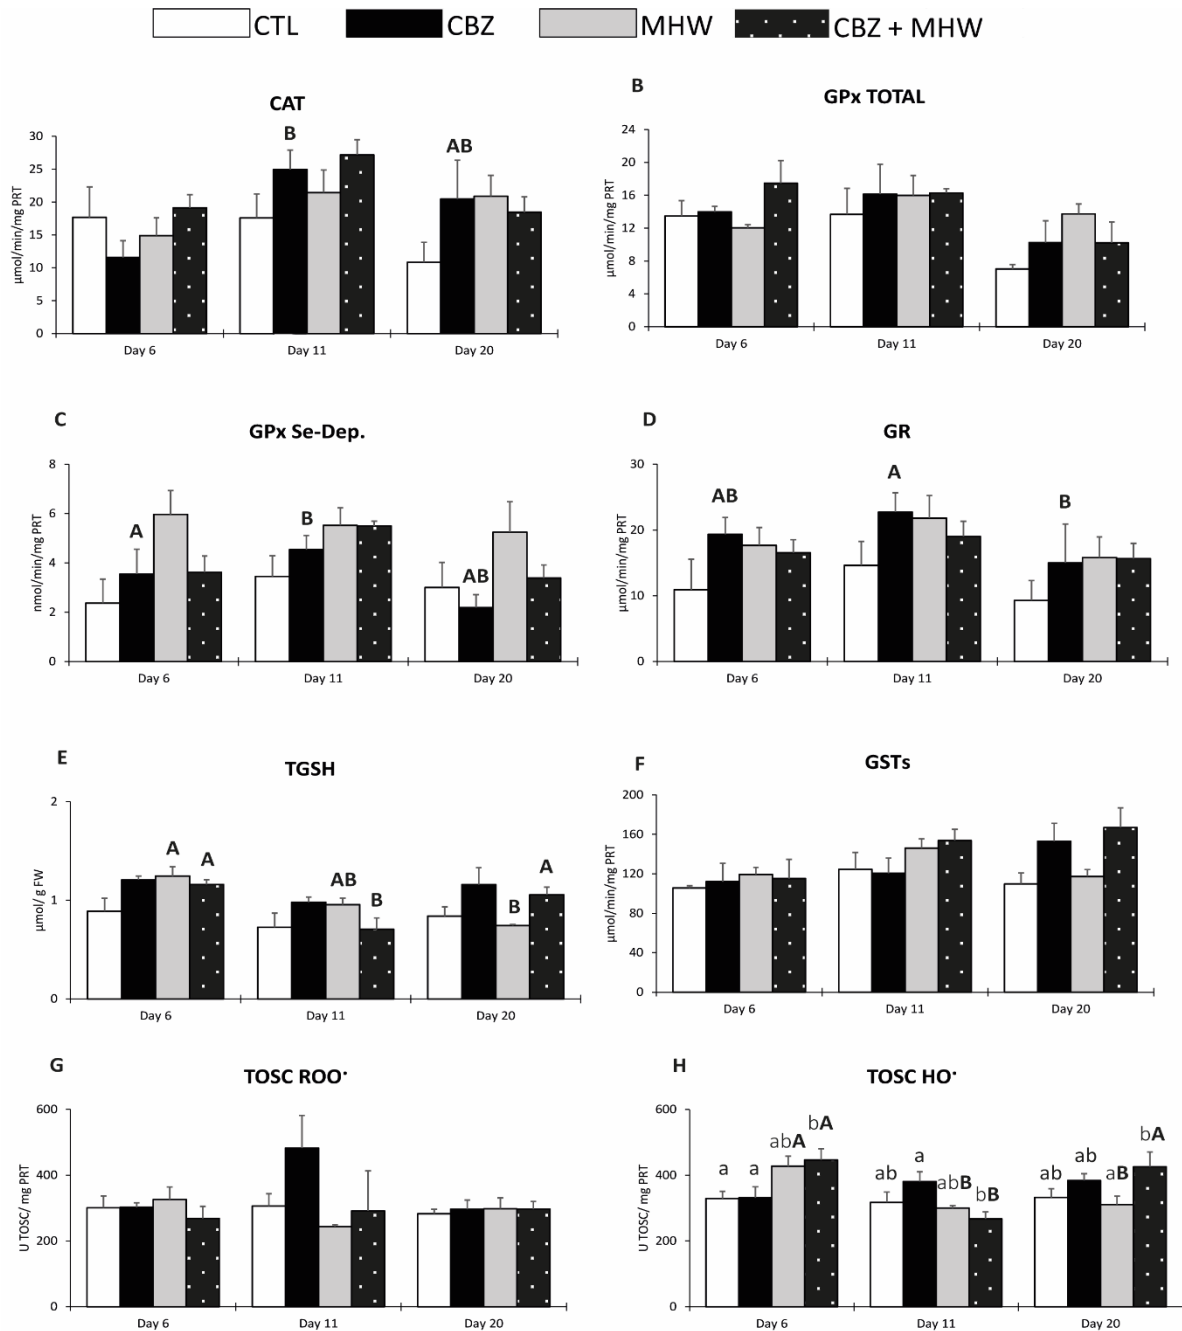 CTL CBZ MHW CBZ + MHW
CAT
µmol/min/mg PRT
30
25
20
15
10
5
0
B
AB
Day 6 Day 11 Day 20
B
GPx TOTAL
µmol/min/mg PRT
24
20
16
12
8
4
0
Day 6 Day 11 Day 20
C
GPx Se-Dep.
nmol/min/mg PRT
8
6
4
2
0
A
B
AB
Day 6 Day 11 Day 20
D
GR
µmol/min/mg PRT
30
20
10
0
AB
A
B
Day 6 Day 11 Day 20
E
TGSH
µmol/ g FW
2
1
0
A A
AB B
B A
Day 6 Day 11 Day 20
F
GSTs
µmol/min/mg PRT
200
160
120
80
40
0
Day 6 Day 11 Day 20
G
TOSC ROO·
U TOSC/ mg PRT
600
400
200
0
Day 6 Day 11 Day 20
H
TOSC HO·
U TOSC/ mg PRT
600
400
200
0
a a abA bA
ab a abB bB
ab ab aB bA
Day 6 Day 11 Day 20